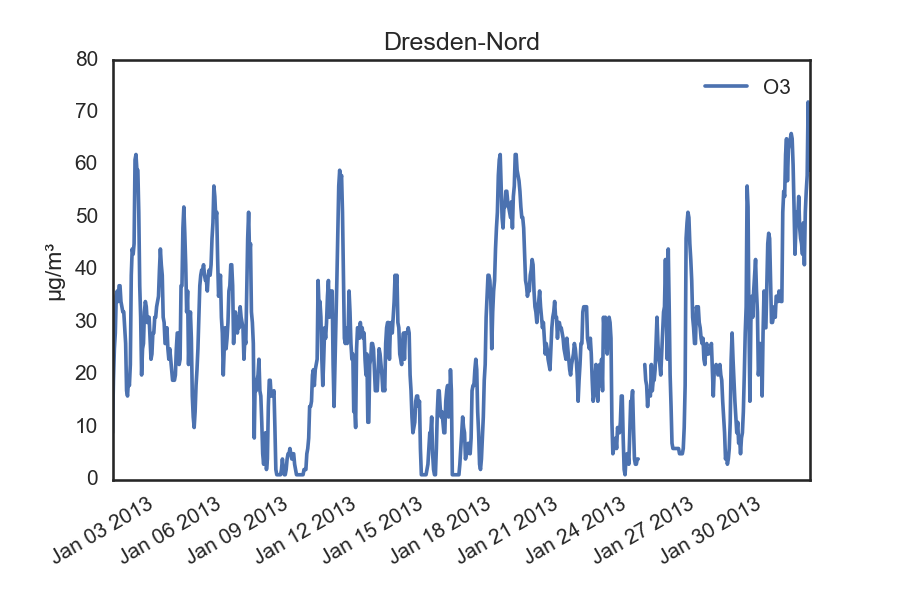 Dresden-Nord
80
70
60
50
40
30
20
10
0
µg/m³
O3
Jan 03 2013
Jan 06 2013
Jan 09 2013
Jan 12 2013
Jan 15 2013
Jan 18 2013
Jan 21 2013
Jan 24 2013
Jan 27 2013
Jan 30 2013